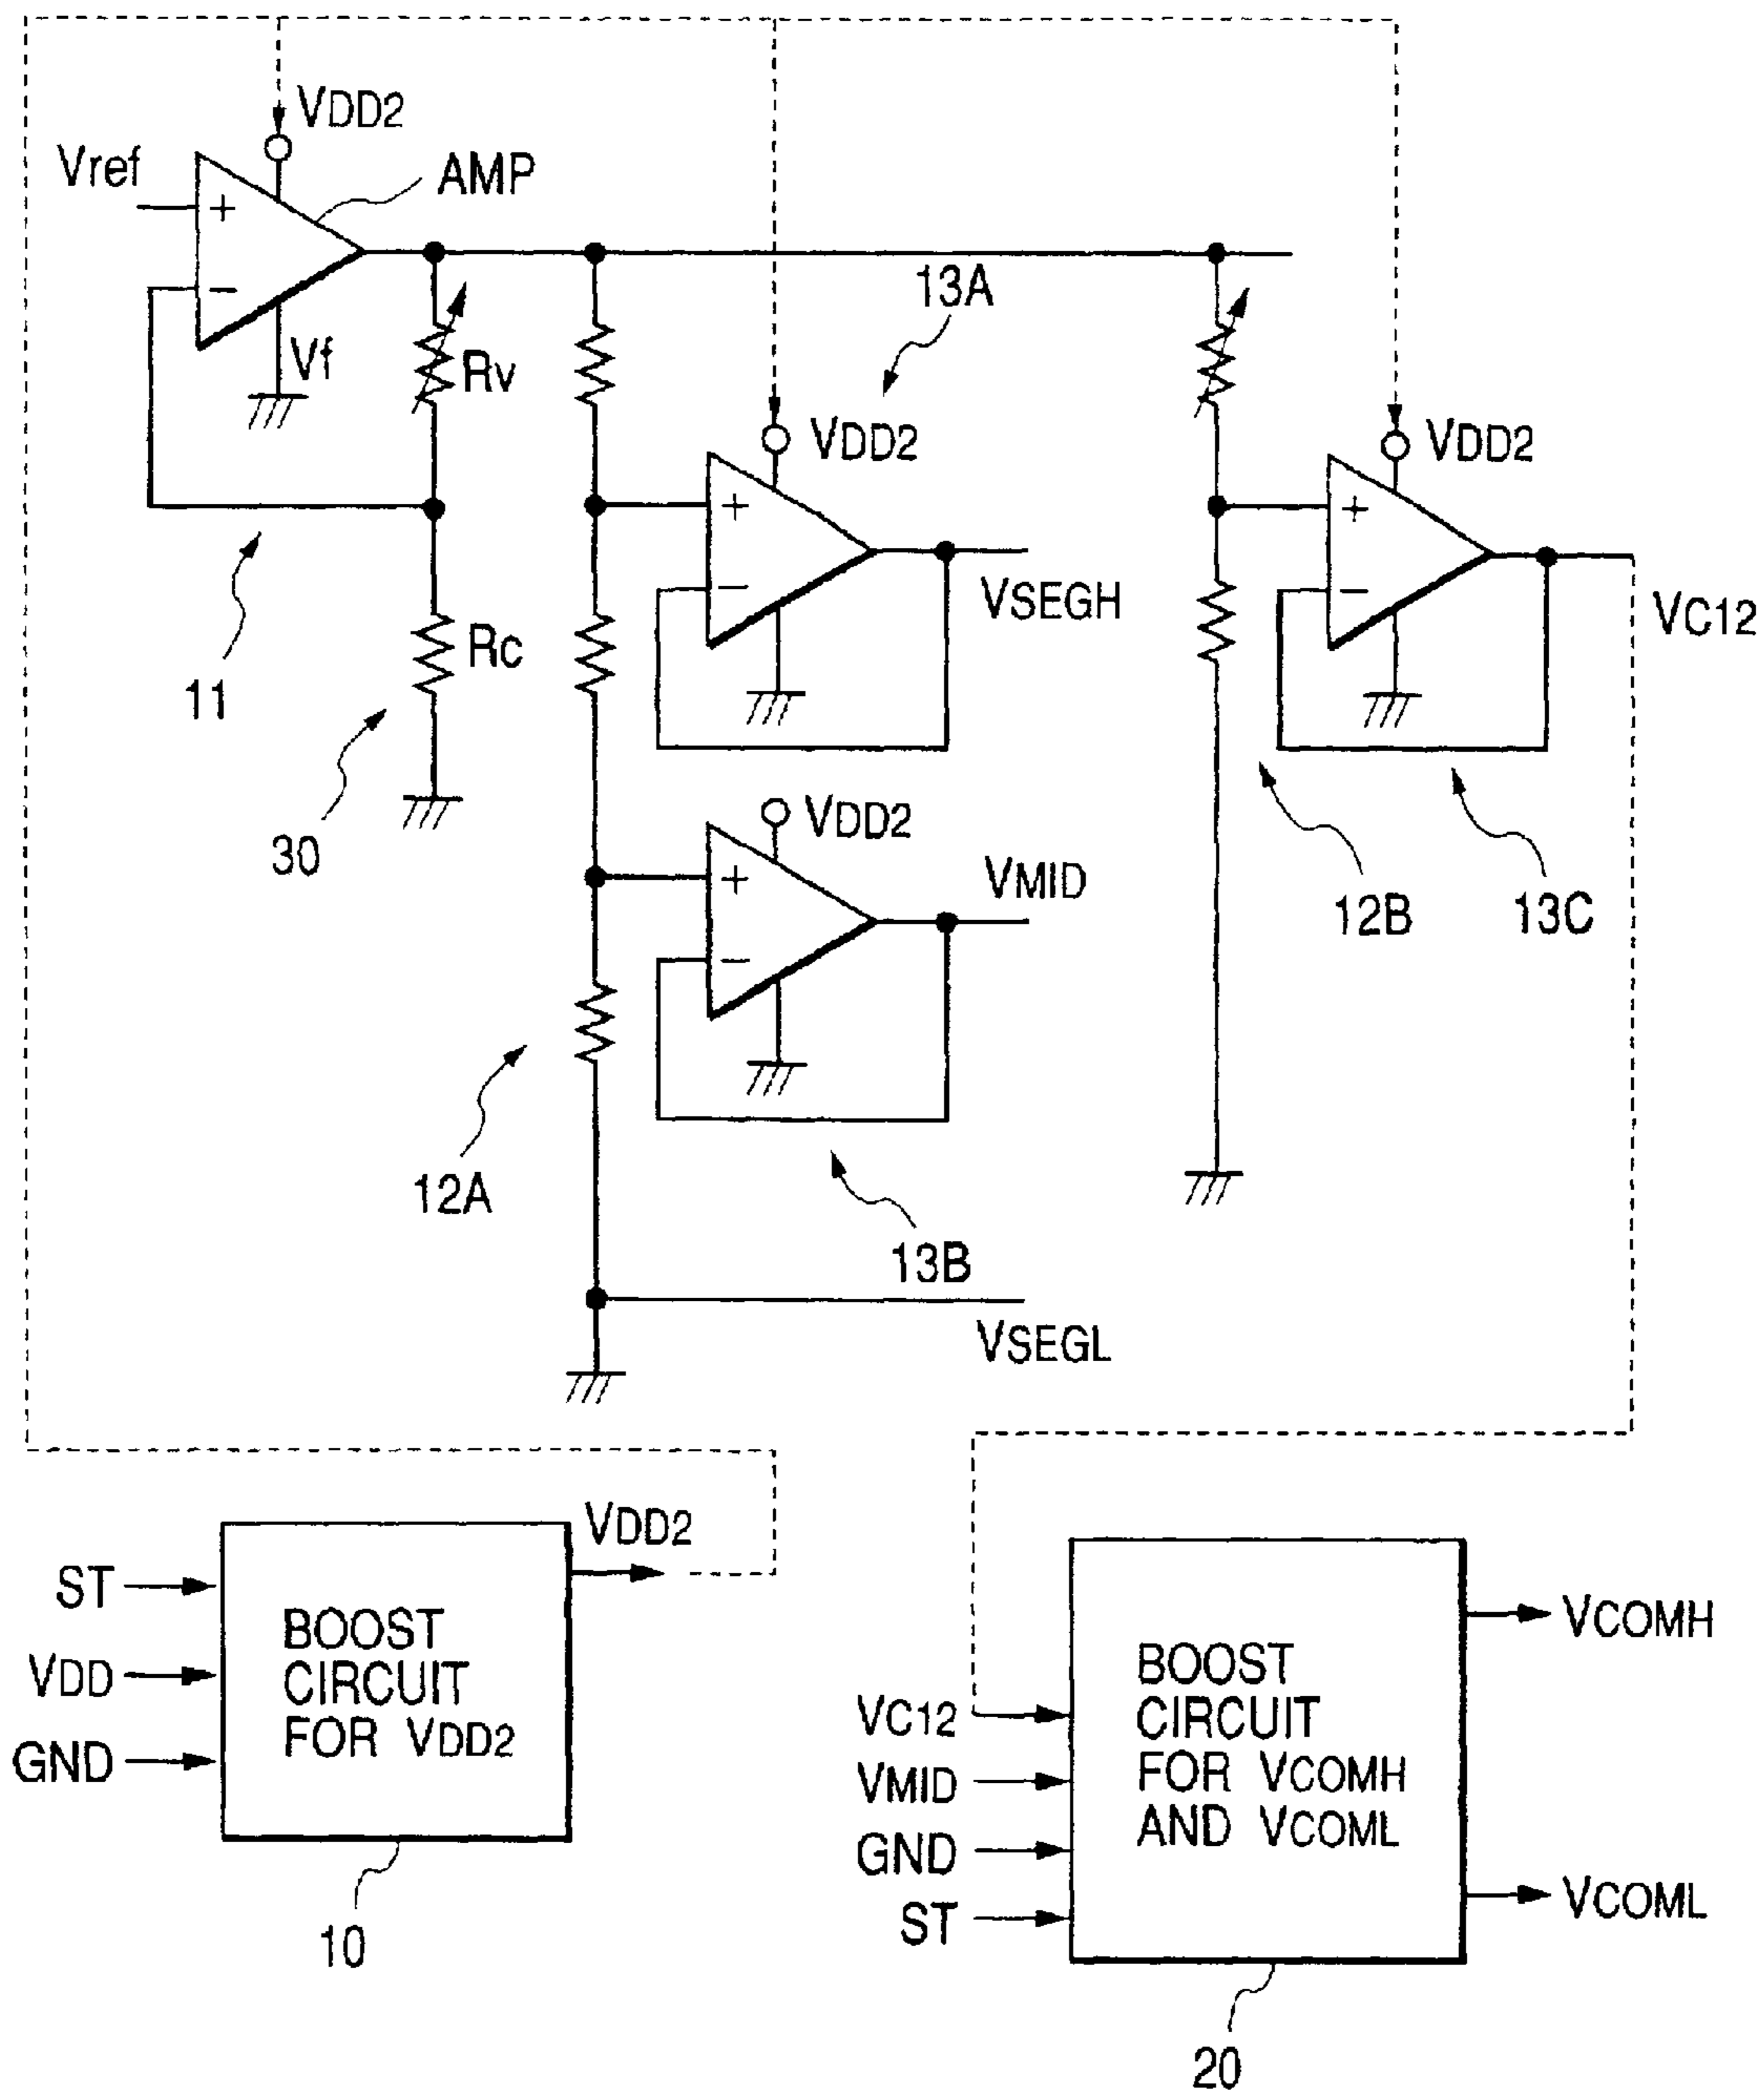 VDD2
Vref
AMP
+
−
Vf
Rv
13A
VDD2
VDD2
+
−
VSEGH
+
−
VC12
Rc
11
30
VDD2
+
−
VMID
12B
13C
12A
13B
VSEGL
VDD2
ST
VDD
GND
BOOST
CIRCUIT
FOR VDD2
10
VC12
VMID
GND
ST
BOOST
CIRCUIT
FOR VCOMH
AND VCOML
VCOMH
VCOML
20